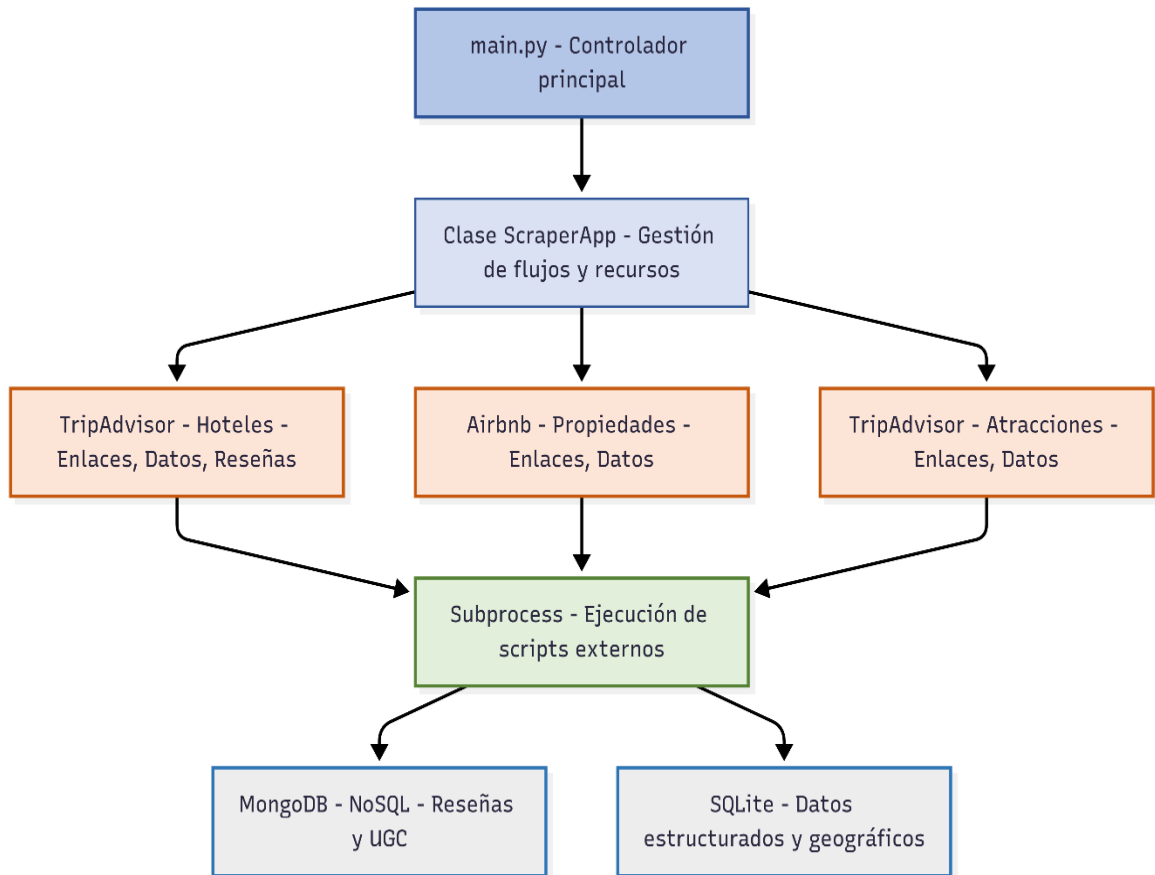 main.py - Controlador
principal
Clase ScraperApp - Gestión
de flujos y recursos
TripAdvisor - Hoteles -
Enlaces, Datos, Reseñas
Airbnb - Propiedades -
Enlaces, Datos
TripAdvisor - Atracciones -
Enlaces, Datos
Subprocess - Ejecución de
scripts externos
MongoDB - NoSQL - Reseñas
y UGC
SQLite - Datos
estructurados y geográficos